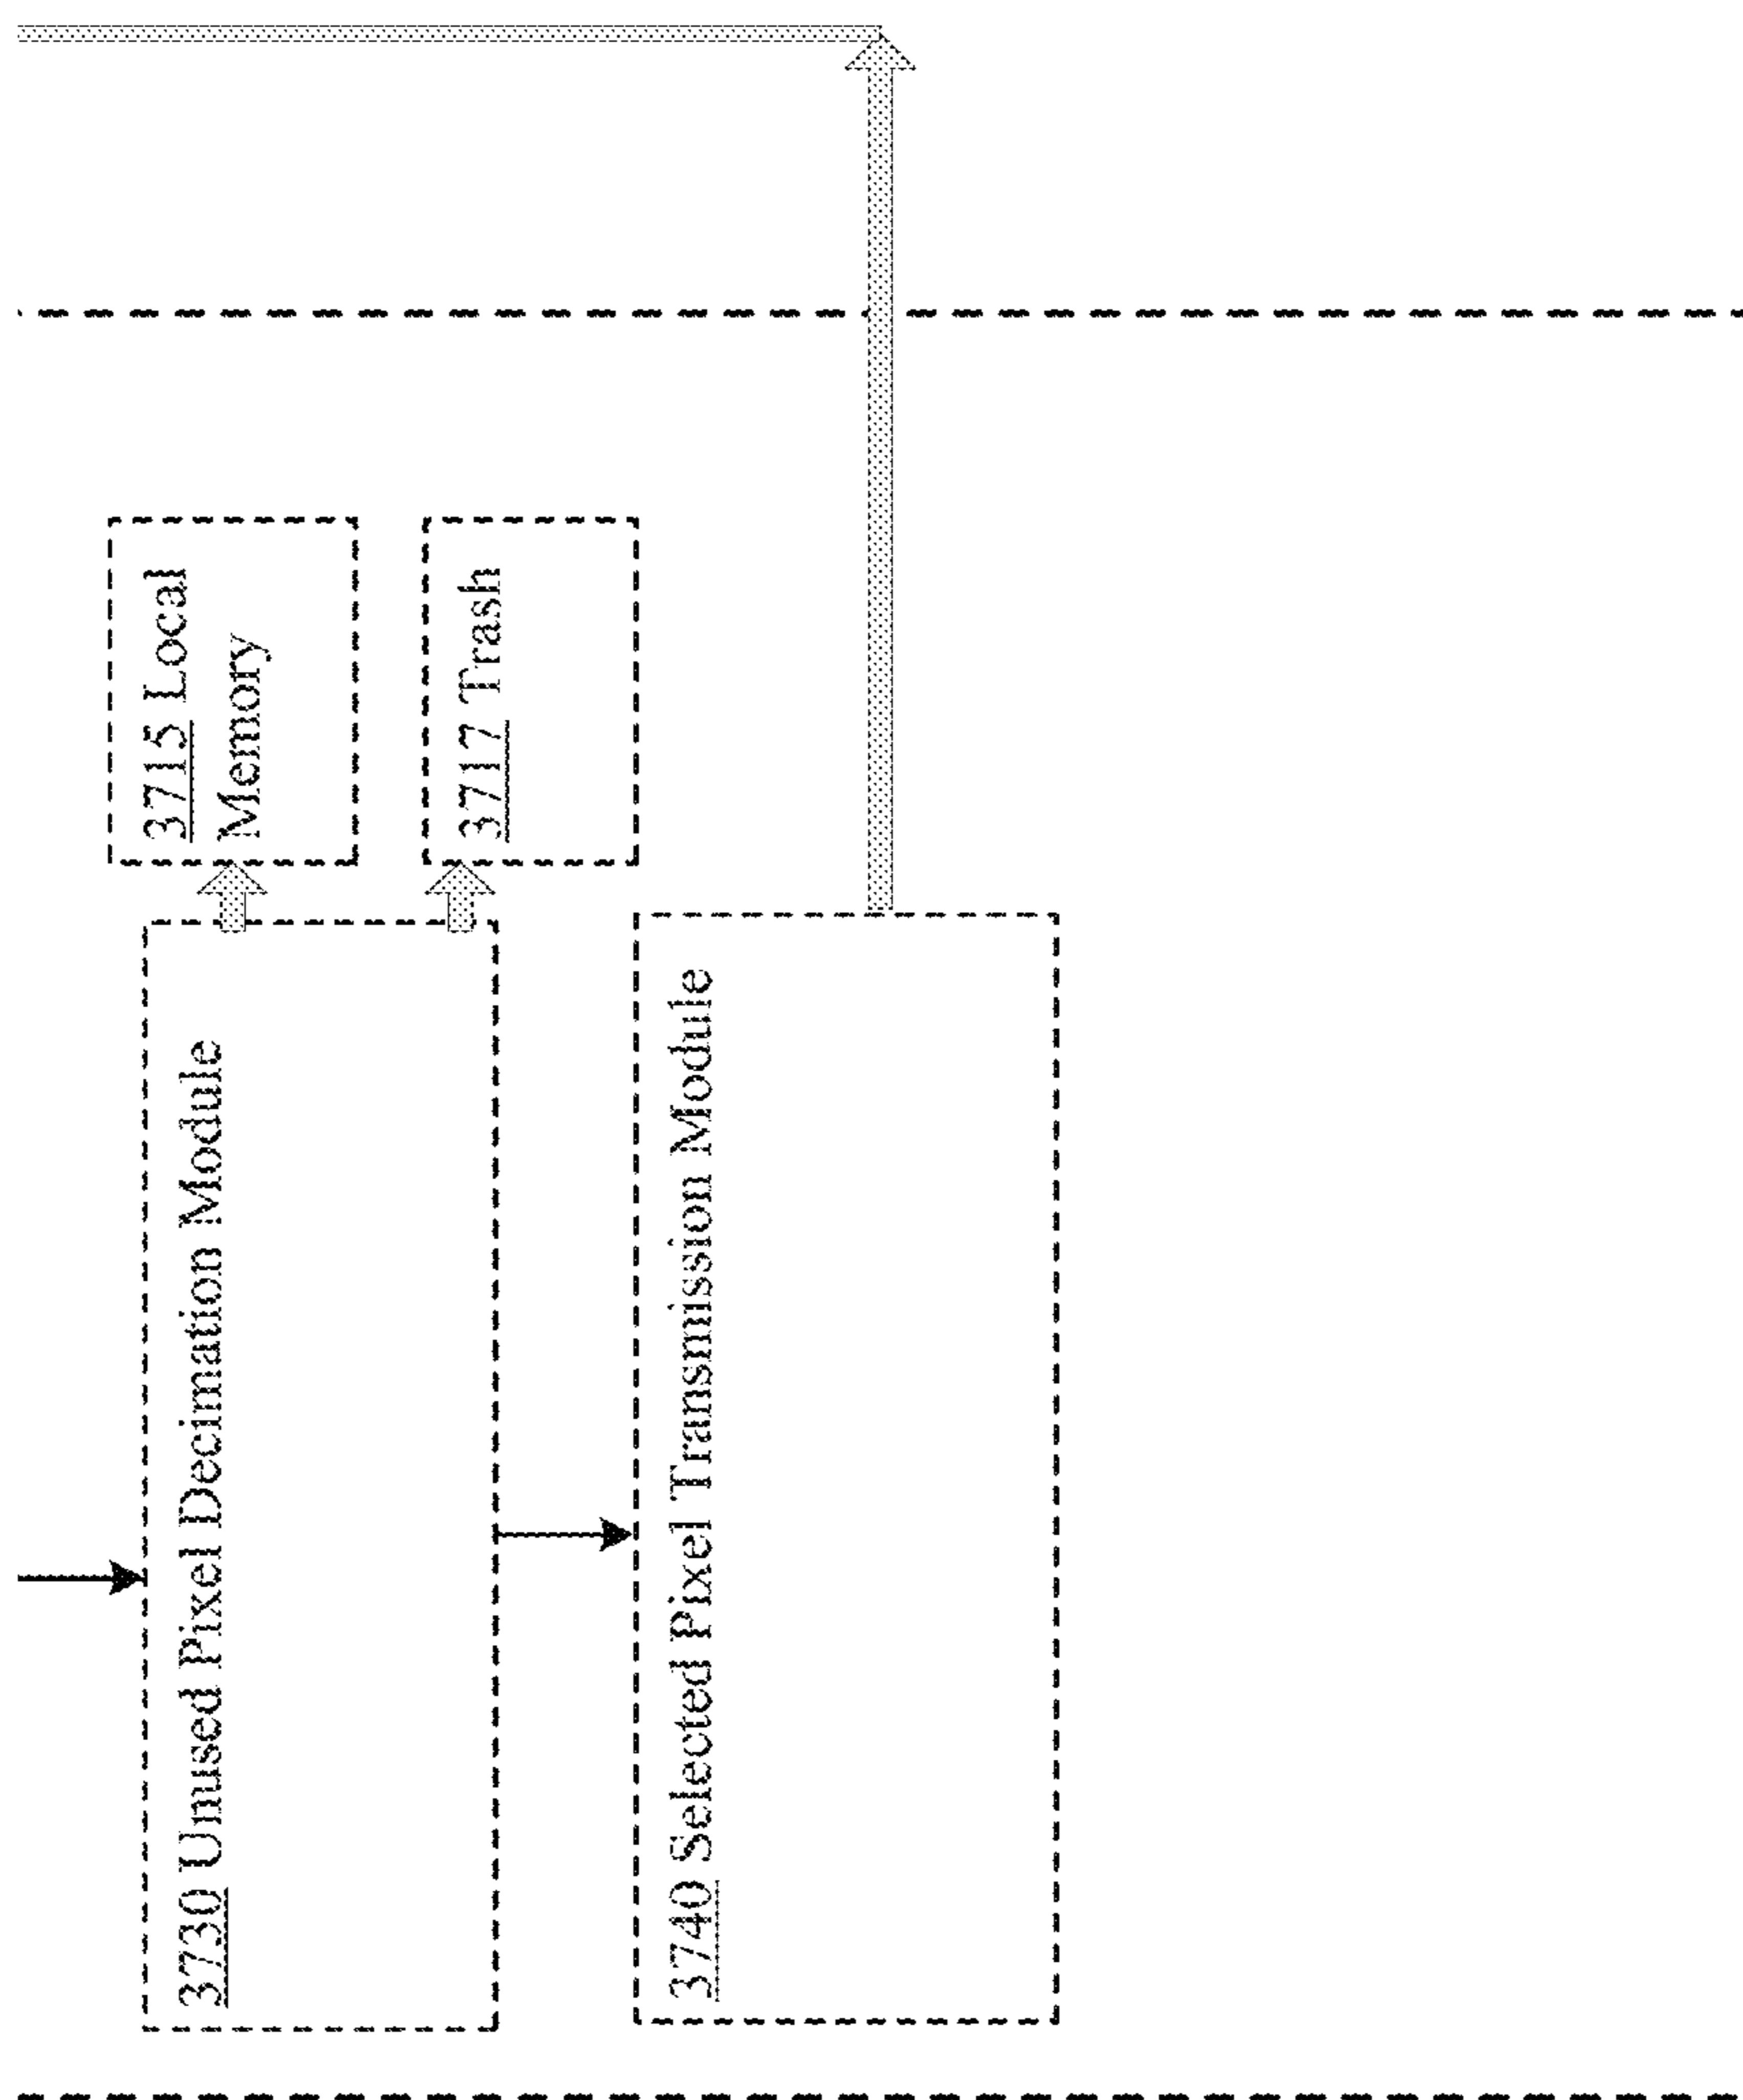 3715 Local
Memory
3717 Trash
3730 Unused Pixel Decimation Module
3740 Selected Pixel Transmission Module